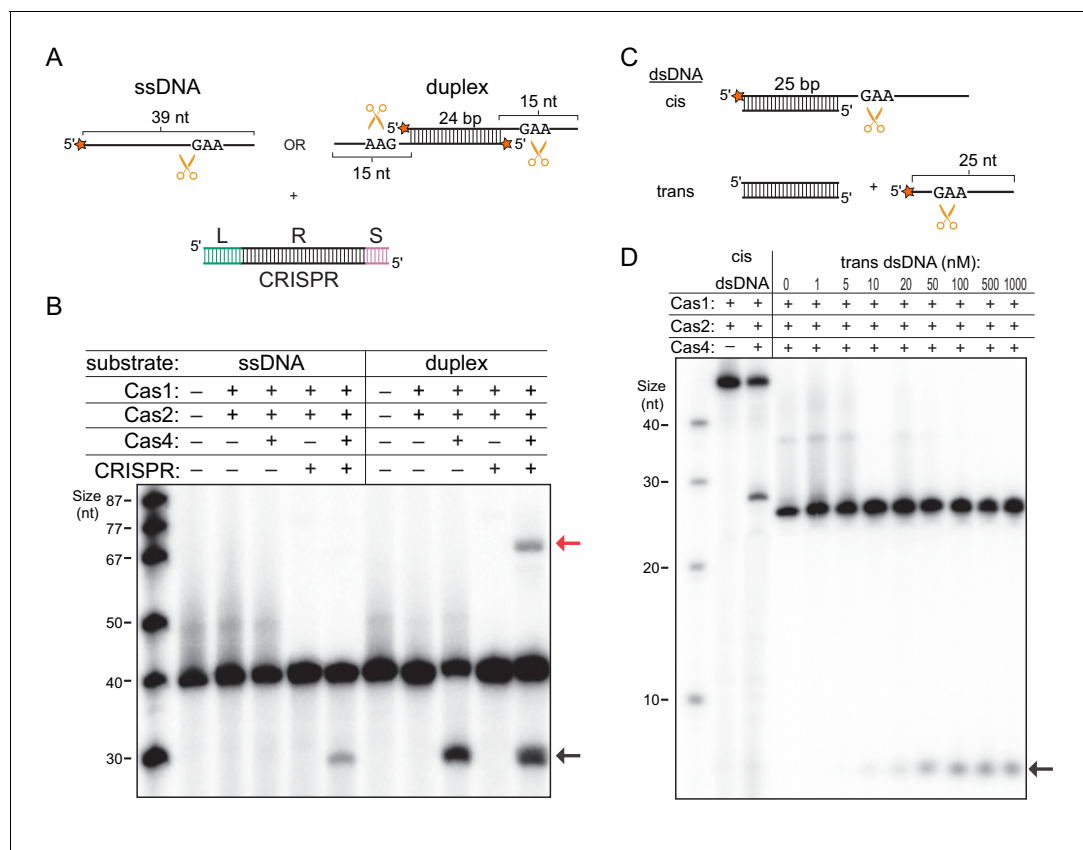 A
ssDNA
39 nt
5'
GAA
OR
duplex
15 nt
24 bp
5'
GAA
AAG
5'
15 nt
+
L R S
5'
5'
CRISPR
B
substrate: ssDNA duplex
Cas1: – + + + + – + + + +
Cas2: – + + + + – + + + +
Cas4: – – + – + – – + – +
CRISPR: – – – + + – – – + +
Size
(nt)
87
77
67
50
40
30
C
dsDNA
cis
25 bp
5'
GAA
5'
trans
5'
5'
+
25 nt
5'
GAA
D
cis
dsDNA
trans dsDNA (nM):
0 1 5 10 20 50 100 500 1000
Cas1: + + + + + + + + + + +
Cas2: + + + + + + + + + + +
Cas4: – + + + + + + + + + +
Size
(nt)
40
30
20
10